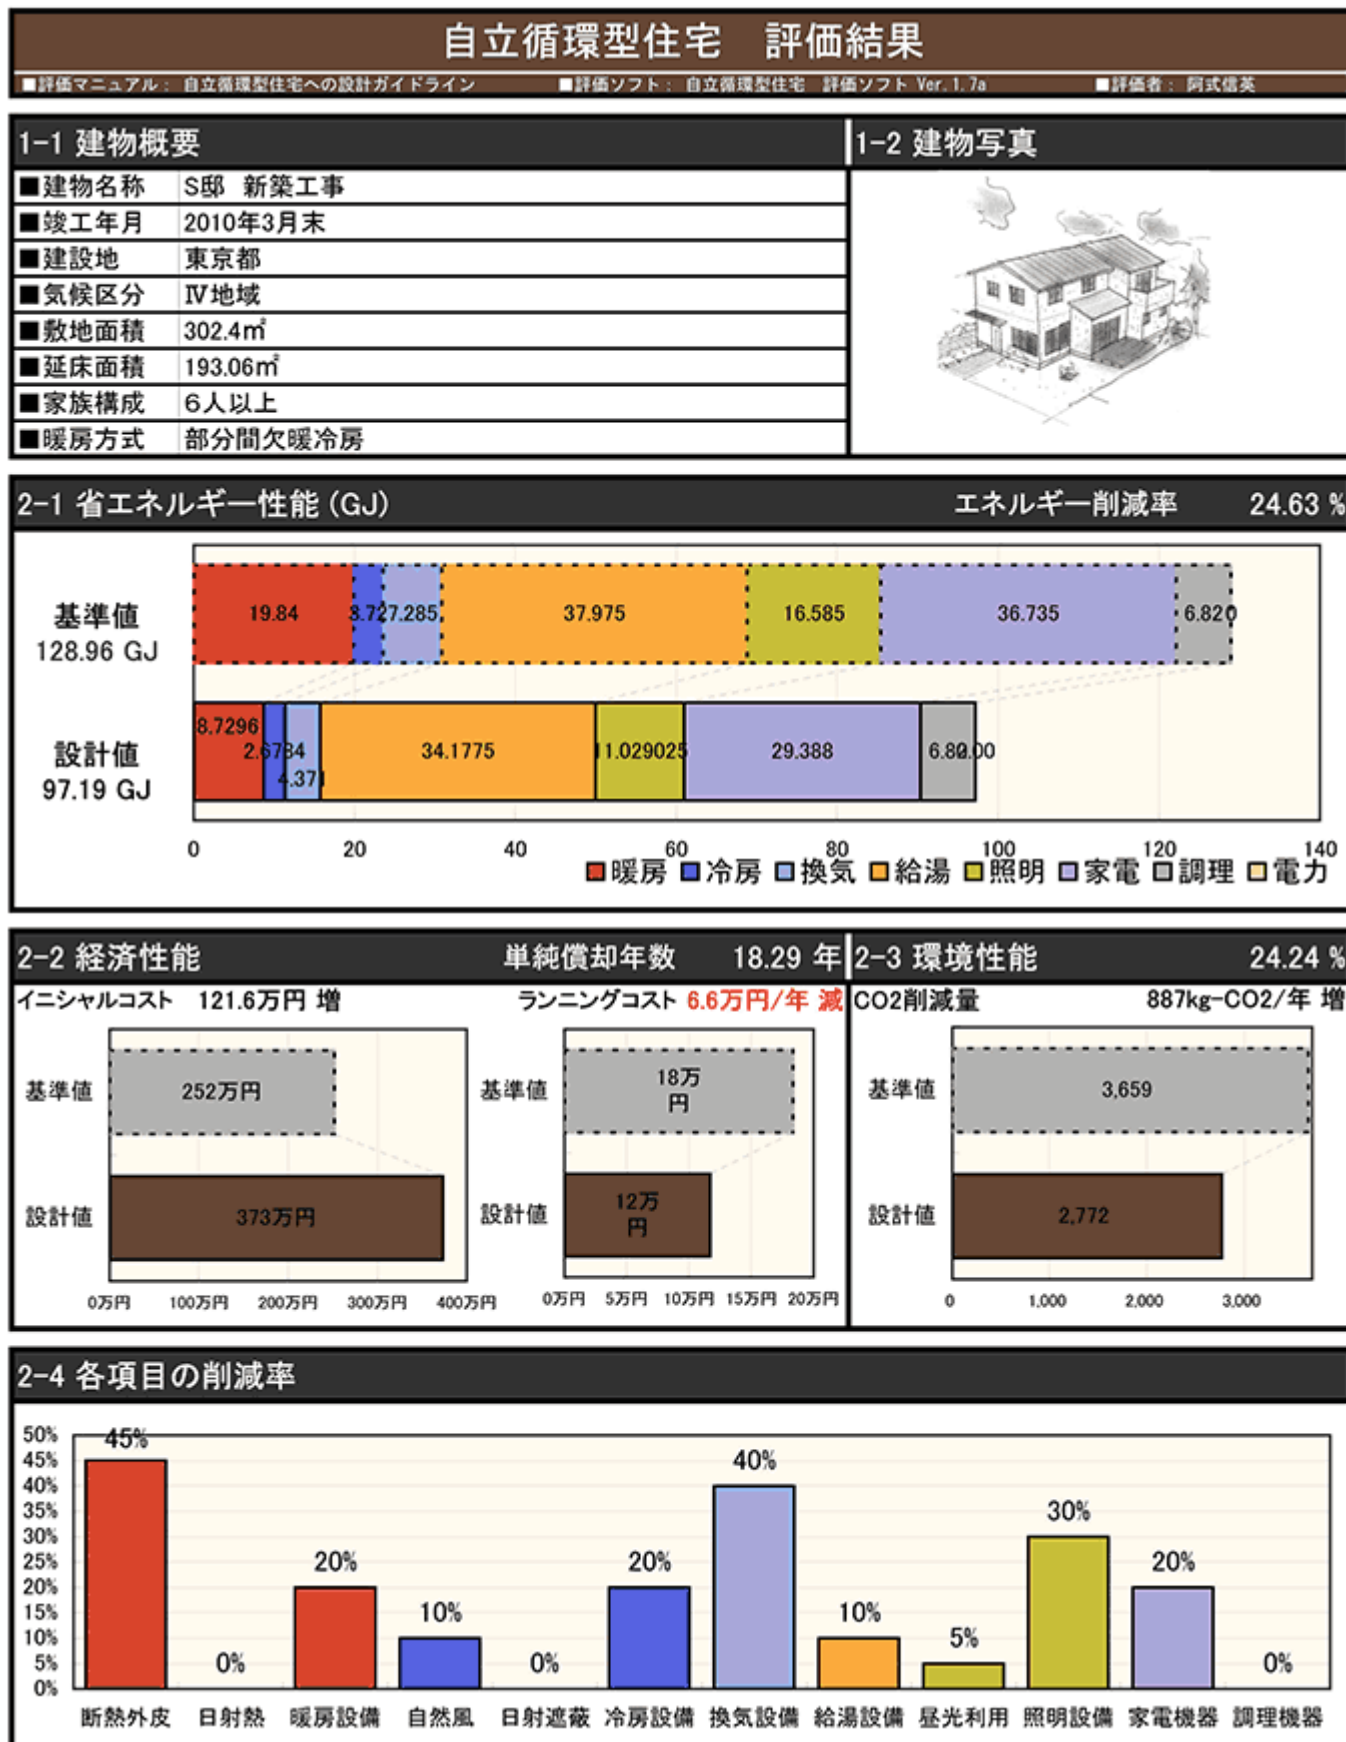 自立循環型住宅　評価結果
■評価マニュアル： 自立循環型住宅への設計ガイドライン ■評価ソフト： 自立循環型住宅　評価ソフト Ver.1.7a ■評価者： 阿式信英
1-1 建物概要
1-2 建物写真
■建物名称 S邸　新築工事
■竣工年月 2010年3月末
■建設地 東京都
■気候区分 Ⅳ地域
■敷地面積 302.4㎡
■延床面積 193.06㎡
■家族構成 6人以上
■暖房方式 部分間欠暖冷房
2-1 省エネルギー性能 (GJ) エネルギー削減率 24.63 %
基準値
128.96 GJ
19.84 3.72 7.285 37.975 16.585 36.735 6.82 0
設計値
97.19 GJ
8.7296 2.6784 4.371 34.1775 11.029025 29.388 6.82 0.00
0 20 40 60 80 100 120 140
暖房 冷房 換気 給湯 照明 家電 調理 電力
2-2 経済性能 単純償却年数 18.29 年
イニシャルコスト 121.6万円 増 ランニングコスト 6.6万円/年 減
基準値 252万円
設計値 373万円
0万円 100万円 200万円 300万円 400万円
基準値 18万
円
設計値 12万
円
0万円 5万円 10万円 15万円 20万円
2-3 環境性能 24.24 %
CO2削減量 887kg-CO2/年 増
基準値 3,659
設計値 2,772
0 1,000 2,000 3,000
2-4 各項目の削減率
50%
45%
40%
35%
30%
25%
20%
15%
10%
5%
0%
45% 0% 20% 10% 0% 20% 40% 10% 5% 30% 20% 0%
断熱外皮 日射熱 暖房設備 自然風 日射遮蔽 冷房設備 換気設備 給湯設備 昼光利用 照明設備 家電機器 調理機器